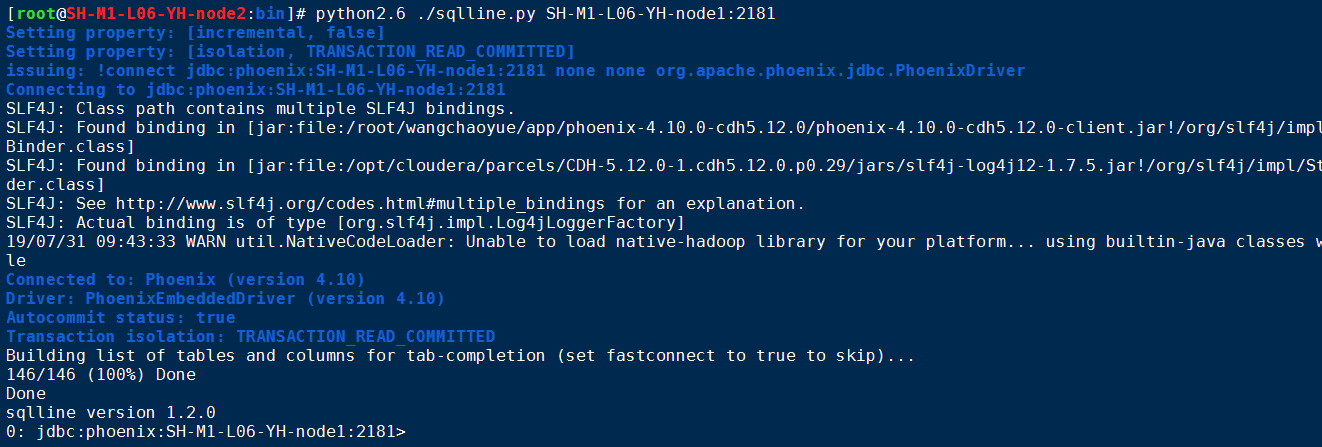 [root@SH-M1-L06-YH-node2:bin]# python2.6 ./sqlline.py SH-M1-L06-YH-node1:2181
Setting property: [incremental, false]
Setting property: [isolation, TRANSACTION_READ_COMMITTED]
issuing: !connect jdbc:phoenix:SH-M1-L06-YH-node1:2181 none none org.apache.phoenix.jdbc.PhoenixDriver
Connecting to jdbc:phoenix:SH-M1-L06-YH-node1:2181
SLF4J: Class path contains multiple SLF4J bindings.
SLF4J: Found binding in [jar:file:/root/wangchaoyue/app/phoenix-4.10.0-cdh5.12.0/phoenix-4.10.0-cdh5.12.0-client.jar!/org/slf4j/impl
Binder.class]
SLF4J: Found binding in [jar:file:/opt/cloudera/parcels/CDH-5.12.0-1.cdh5.12.0.p0.29/jars/slf4j-log4j12-1.7.5.jar!/org/slf4j/impl/St
der.class]
SLF4J: See http://www.slf4j.org/codes.html#multiple_bindings for an explanation.
SLF4J: Actual binding is of type [org.slf4j.impl.Log4jLoggerFactory]
19/07/31 09:43:33 WARN util.NativeCodeLoader: Unable to load native-hadoop library for your platform... using builtin-java classes w
le
Connected to: Phoenix (version 4.10)
Driver: PhoenixEmbeddedDriver (version 4.10)
Autocommit status: true
Transaction isolation: TRANSACTION_READ_COMMITTED
Building list of tables and columns for tab-completion (set fastconnect to true to skip)...
146/146 (100%) Done
Done
sqlline version 1.2.0
0: jdbc:phoenix:SH-M1-L06-YH-node1:2181>